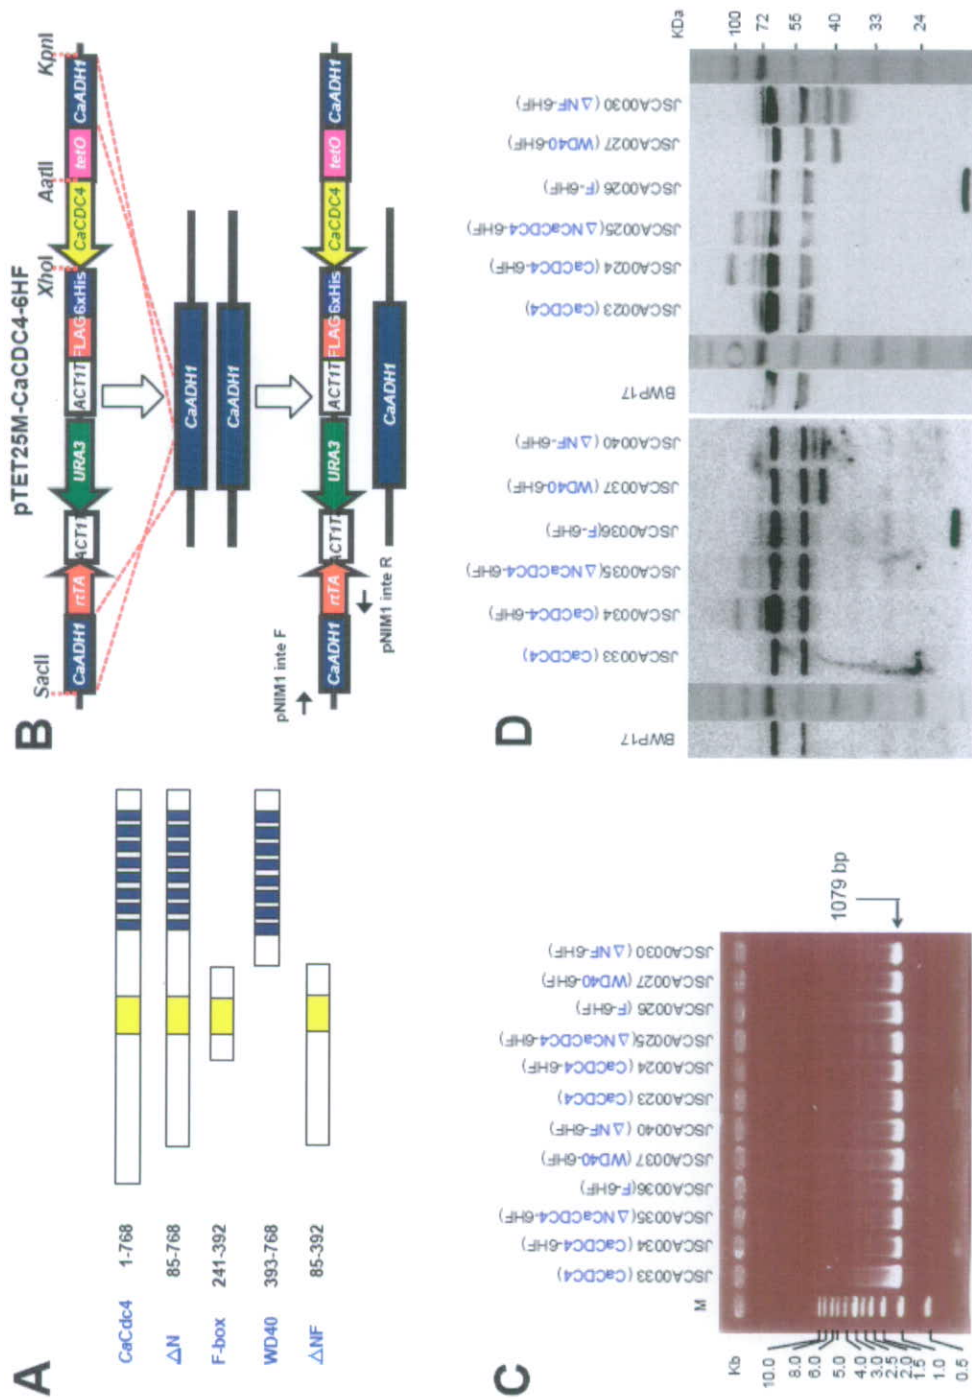 A
CaCdc4 1-768
ΔN 85-768
F-box 241-392
WD40 393-768
ΔNF 85-392
B
pTET25M-CaCDC4-6HF
SacII XhoI AatII KpnI
CaADH1 rtTA ACT1T URA3 ACT1T FLAG 6xHis CaCDC4 tetO CaADH1
CaADH1
CaADH1
pNIM1 inte F
CaADH1 rtTA ACT1T URA3 ACT1T FLAG 6xHis CaCDC4 tetO CaADH1
pNIM1 inte R
CaADH1
C
M
JSCA0033 (CaCDC4)
JSCA0034 (CaCDC4-6HF)
JSCA0035 (ΔNCaCDC4-6HF)
JSCA0036(F-6HF)
JSCA0037 (WD40-6HF)
JSCA0040 (ΔNF-6HF)
JSCA0023 (CaCDC4)
JSCA0024 (CaCDC4-6HF)
JSCA0025(ΔNCaCDC4-6HF)
JSCA0026 (F-6HF)
JSCA0027 (WD40-6HF)
JSCA0030 (ΔNF-6HF)
Kb
10.0
8.0
6.0
5.0
4.0
3.0
2.5
2.0
1.5
1.0
0.5
1079 bp
D
BWP17
JSCA0033 (CaCDC4)
JSCA0034 (CaCDC4-6HF)
JSCA0035 (ΔNCaCDC4-6HF)
JSCA0036(F-6HF)
JSCA0037 (WD40-6HF)
JSCA0040 (ΔNF-6HF)
BWP17
JSCA0023 (CaCDC4)
JSCA0024 (CaCDC4-6HF)
JSCA0025(ΔNCaCDC4-6HF)
JSCA0026 (F-6HF)
JSCA0027 (WD40-6HF)
JSCA0030 (ΔNF-6HF)
KDa
100
72
55
40
33
24